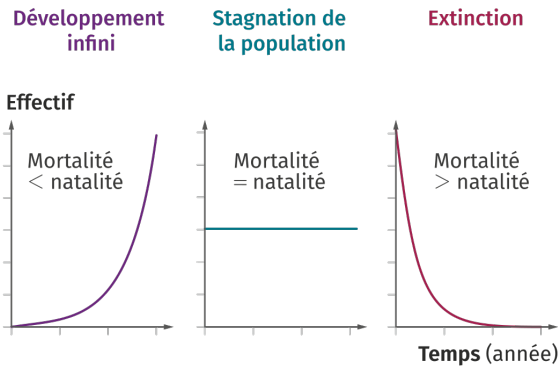 Développement
infini
Stagnation de
la population
Extinction
Effectif
Mortalité
< natalité
Mortalité
= natalité
Mortalité
> natalité
Temps (année)